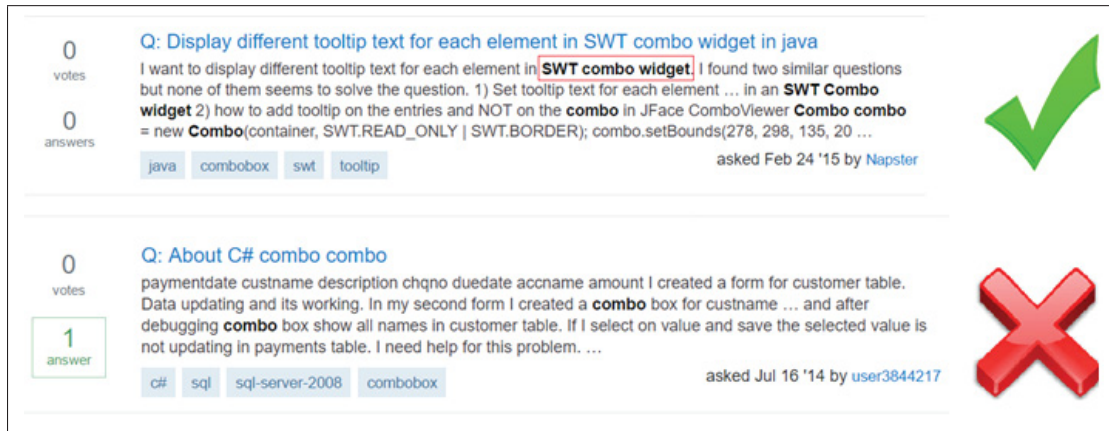 0
votes
0
answers
Q: Display different tooltip text for each element in SWT combo widget in java
I want to display different tooltip text for each element in SWT combo widget. I found two similar questions
but none of them seems to solve the question. 1) Set tooltip text for each element ... in an SWT Combo
widget 2) how to add tooltip on the entries and NOT on the combo in JFace ComboViewer Combo combo
= new Combo(container, SWT.READ_ONLY | SWT.BORDER); combo.setBounds(278, 298, 135, 20 ...
java combobox swt tooltip
asked Feb 24 '15 by Napster
0
votes
1
answer
Q: About C# combo combo
paymentdate custname description chqno duedate accname amount I created a form for customer table.
Data updating and its working. In my second form I created a combo box for custname ... and after
debugging combo box show all names in customer table. If I select on value and save the selected value is
not updating in payments table. I need help for this problem. ...
c# sql sql-server-2008 combobox
asked Jul 16 '14 by user3844217